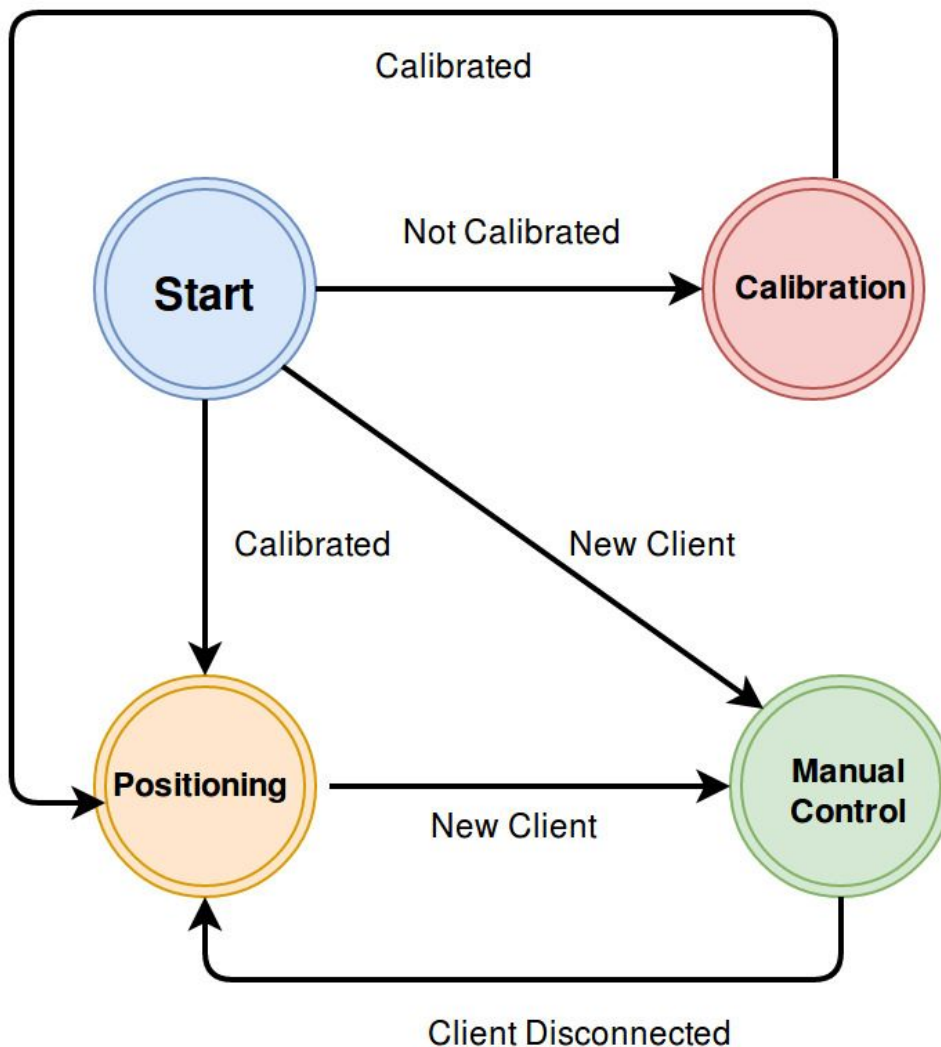 Calibrated
Not Calibrated
Start
Calibration
Calibrated
New Client
Positioning
Manual
Control
New Client
Client Disconnected